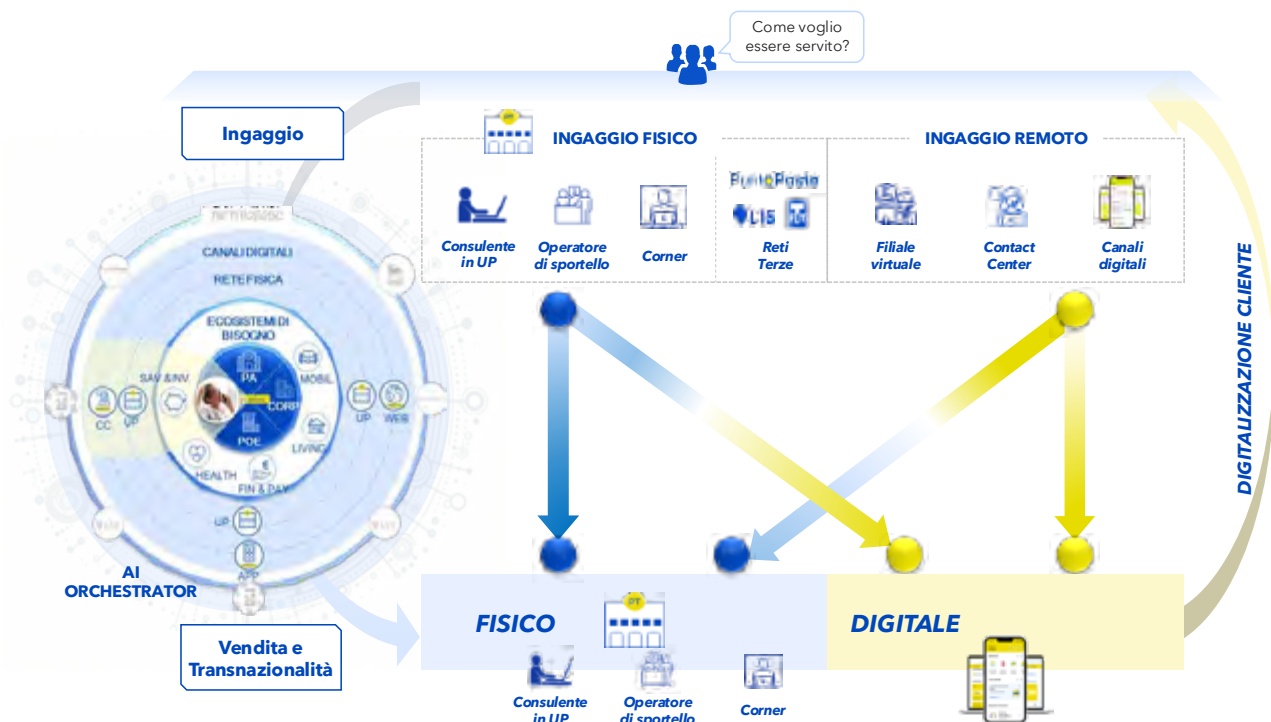 Come voglio
essere servito?
Ingaggio
INGAGGIO FISICO
INGAGGIO REMOTO
PuntoPoste
LIS
Consulente
in UP
Operatore
di sportello
Corner
Reti
Terze
Filiale
virtuale
Contact
Center
Canali
digitali
CANALI DIGITALI
RETE FISICA
ECOSISTEMI DI
BISOGNO
PA
MOBIL
SAV &INV
CORP
CC
UP
UP
WEB
POE
LIVING
HEALTH
FIN & PAY
UP
APP
AI
ORCHESTRATOR
DIGITALIZZAZIONE CLIENTE
Vendita e
Transnazionalità
FISICO
PT
DIGITALE
Consulente
in UP
Operatore
di sportello
Corner